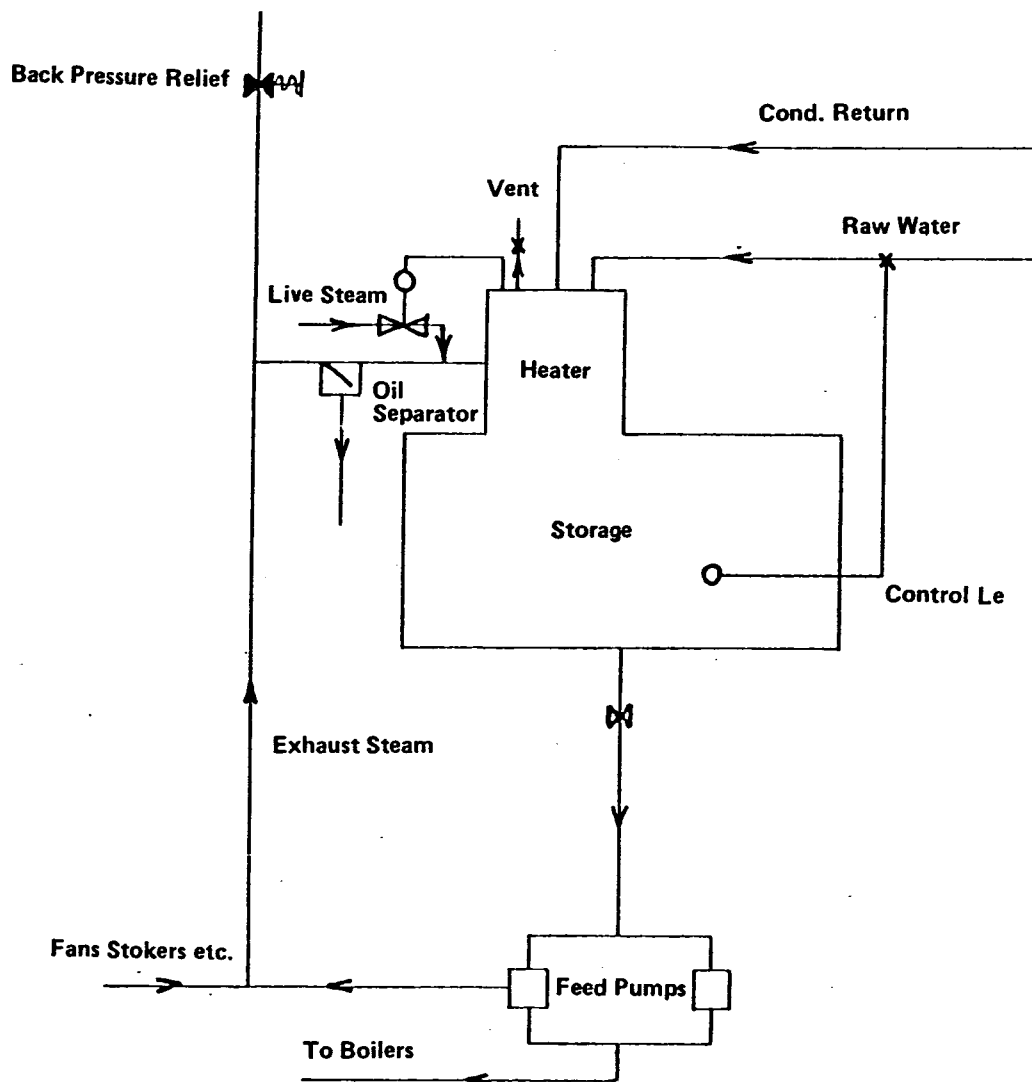 Back Pressure Relief
Cond. Return
Vent
Raw Water
Live Steam
Heater
Oil
Separator
Storage
Control Le
Exhaust Steam
Fans Stokers etc.
Feed Pumps
To Boilers